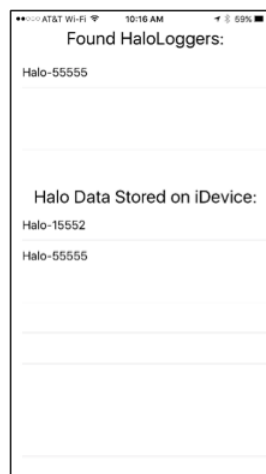 AT&T Wi-Fi 10:16 AM 59%
Found HaloLoggers:
Halo-55555
Halo Data Stored on iDevice:
Halo-15552
Halo-55555